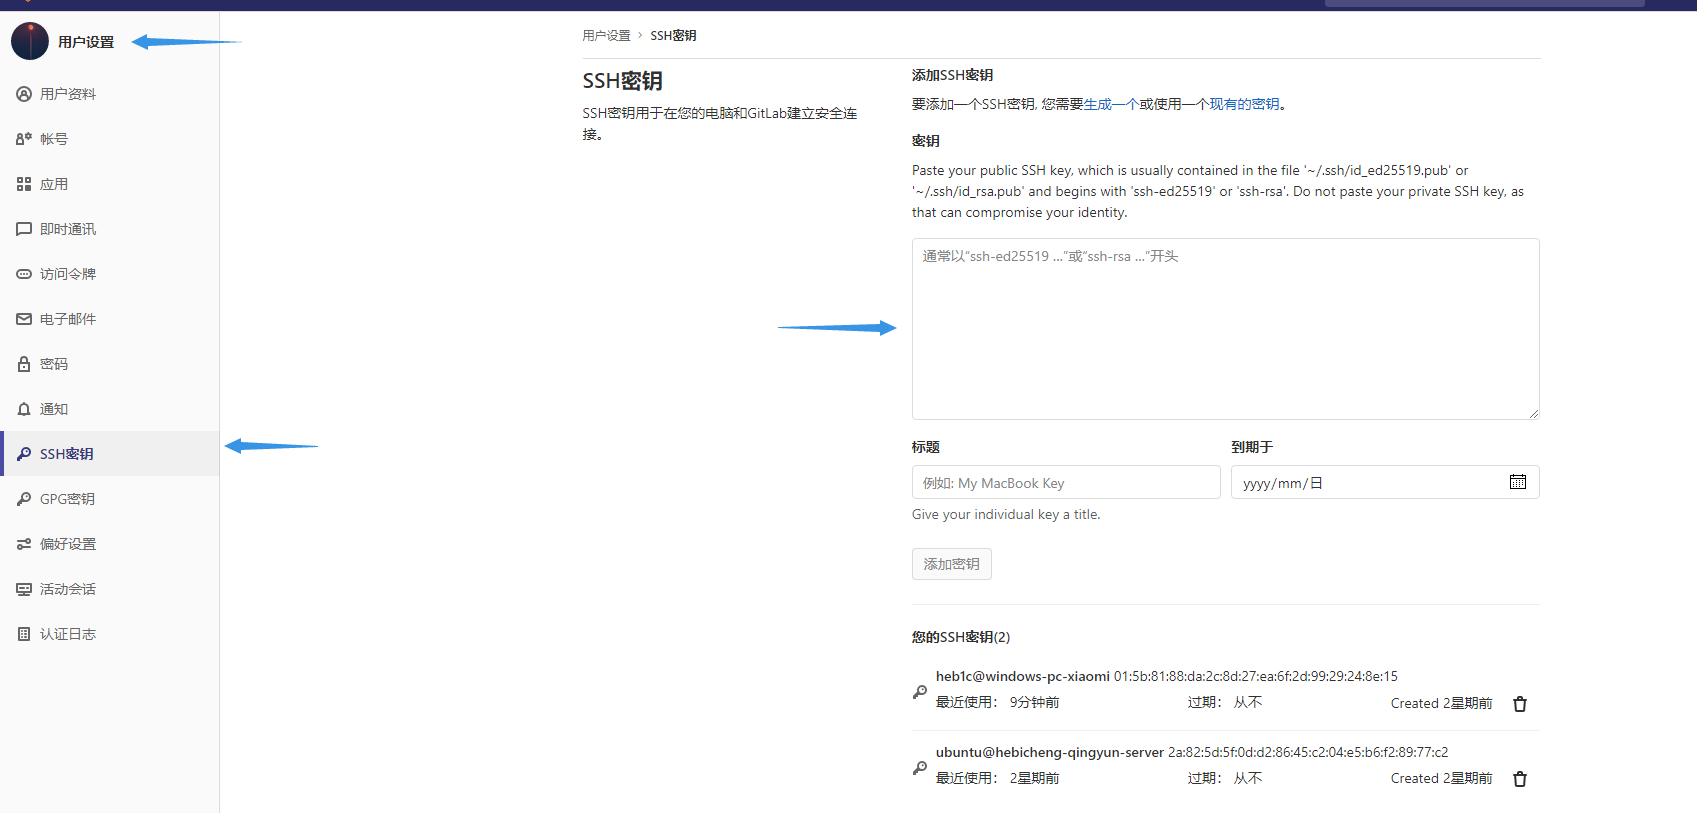 用户设置
用户资料
帐号
应用
即时通讯
访问令牌
电子邮件
密码
通知
SSH密钥
GPG密钥
偏好设置
活动会话
认证日志
用户设置 › SSH密钥
SSH密钥
SSH密钥用于在您的电脑和GitLab建立安全连
接。
添加SSH密钥
要添加一个SSH密钥, 您需要生成一个或使用一个现有的密钥。
密钥
Paste your public SSH key, which is usually contained in the file '~/.ssh/id_ed25519.pub' or
'~/.ssh/id_rsa.pub' and begins with 'ssh-ed25519' or 'ssh-rsa'. Do not paste your private SSH key, as
that can compromise your identity.
通常以“ssh-ed25519 ...”或“ssh-rsa ...”开头
标题
例如: My MacBook Key
Give your individual key a title.
到期于
yyyy/mm/日
添加密钥
您的SSH密钥(2)
heb1c@windows-pc-xiaomi 01:5b:81:88:da:2c:8d:27:ea:6f:2d:99:29:24:8e:15
最近使用： 9分钟前 过期： 从不 Created 2星期前
ubuntu@hebicheng-qingyun-server 2a:82:5d:5f:0d:d2:86:45:c2:04:e5:b6:f2:89:77:c2
最近使用： 2星期前 过期： 从不 Created 2星期前